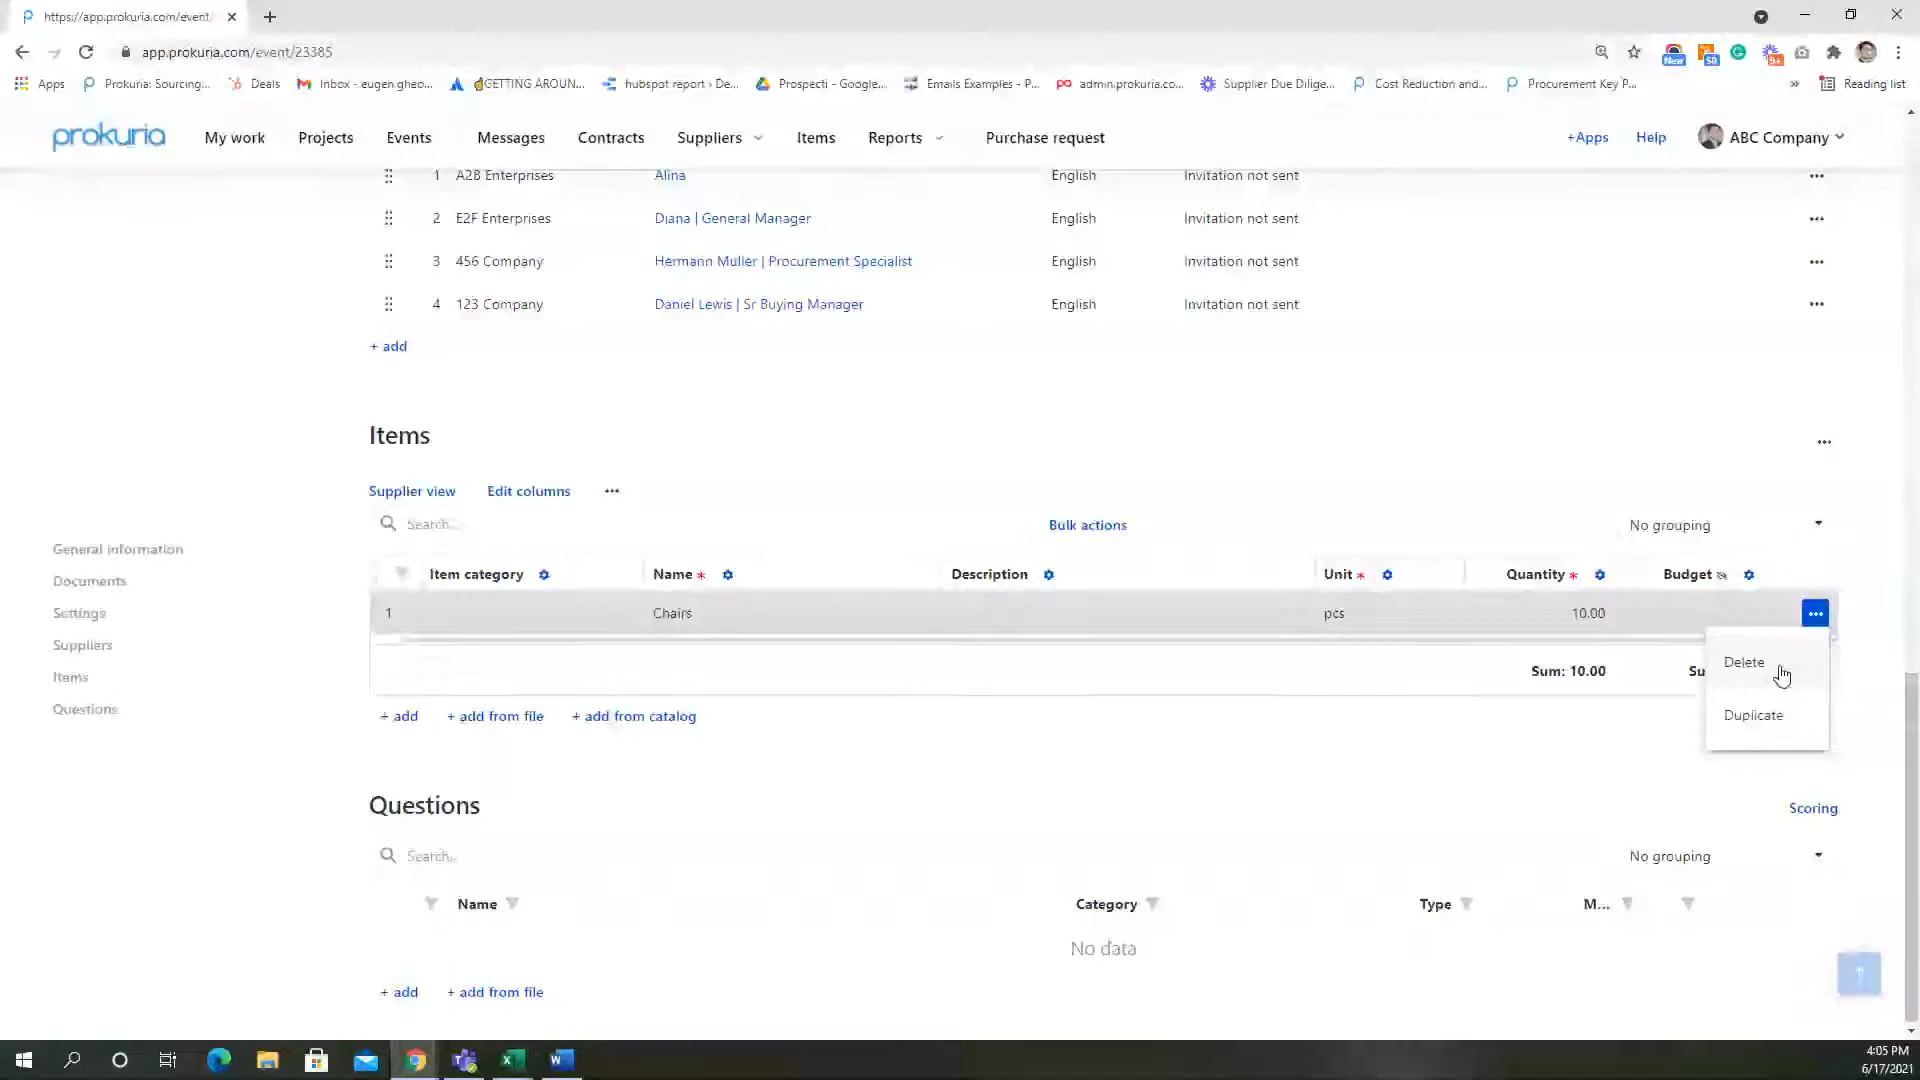 https://app.prokuria.com/event/
app.prokuria.com/event/23385
Apps
Prokuria: Sourcing...
Deals
Inbox - eugen.gheo...
GETTING AROUN...
hubspot report › De...
Prospecti - Google...
Emails Examples - P...
admin.prokuria.co...
Supplier Due Dilige...
Cost Reduction and...
Procurement Key P...
»
Reading list
New
50
9+
prokuria
My work
Projects
Events
Messages
Contracts
Suppliers
Items
Reports
Purchase request
+Apps
Help
ABC Company
1 A2B Enterprises Alina English Invitation not sent
2 E2F Enterprises Diana | General Manager English Invitation not sent
3 456 Company Hermann Muller | Procurement Specialist English Invitation not sent
4 123 Company Daniel Lewis | Sr Buying Manager English Invitation not sent
+ add
Items
Supplier view Edit columns
Search...
Bulk actions
No grouping
Item category Name * Description Unit * Quantity * Budget
1 Chairs pcs 10.00
Sum: 10.00 Su
Delete
Duplicate
+ add + add from file + add from catalog
General information
Documents
Settings
Suppliers
Items
Questions
Questions
Scoring
Search...
No grouping
Name Category Type M...
No data
+ add + add from file
4:05 PM
6/17/2021